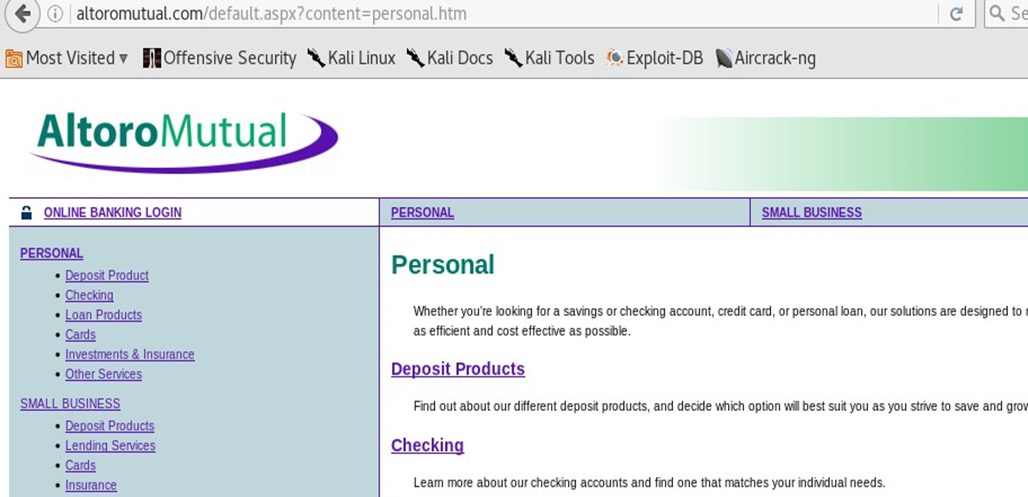 altoromutual.com/default.aspx?content=personal.htm
Most Visited Offensive Security Kali Linux Kali Docs Kali Tools Exploit-DB Aircrack-ng
AltoroMutual
ONLINE BANKING LOGIN PERSONAL SMALL BUSINESS
PERSONAL
Deposit Product
Checking
Loan Products
Cards
Investments & Insurance
Other Services
SMALL BUSINESS
Deposit Products
Lending Services
Cards
Insurance
Personal
Whether you're looking for a savings or checking account, credit card, or personal loan, our solutions are designed to
as efficient and cost effective as possible.
Deposit Products
Find out about our different deposit products, and decide which option will best suit you as you strive to save and
Checking
Learn more about our checking accounts and find one that matches your individual needs.